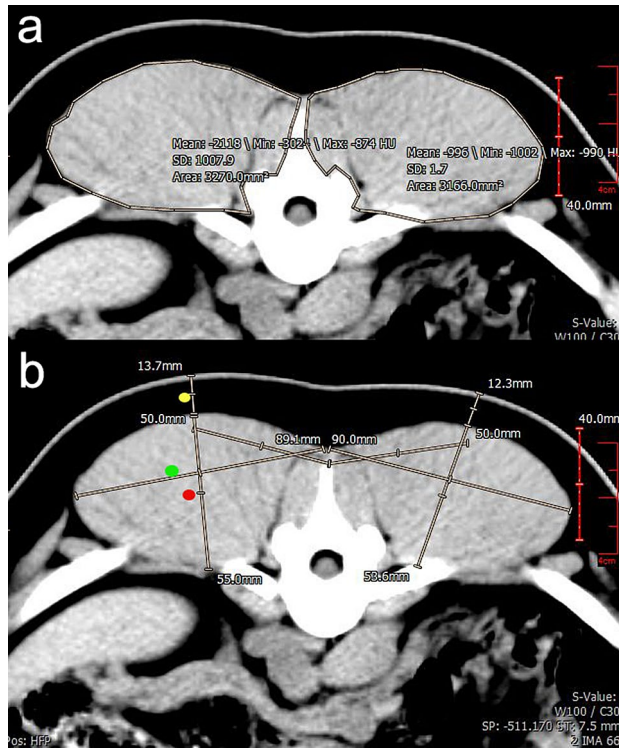 a
Mean: -2118 \ Min: -3024 \ Max: -874 HU
SD: 1007.9
Area: 3270.0mm²
Mean: -996 \ Min: -1002 \ Max: -990 HU
SD: 1.7
Area: 3166.0mm²
4cm
40.0mm
S-Value:
W100 / C30
b
13.7mm
12.3mm
50.0mm
89.1mm
90.0mm
50.0mm
40.0mm
4cm
55.0mm
53.6mm
S-Value:
W100 / C30
SP: -511.170 ST: 7.5 mm
Pos: HFP
2 IMA 66